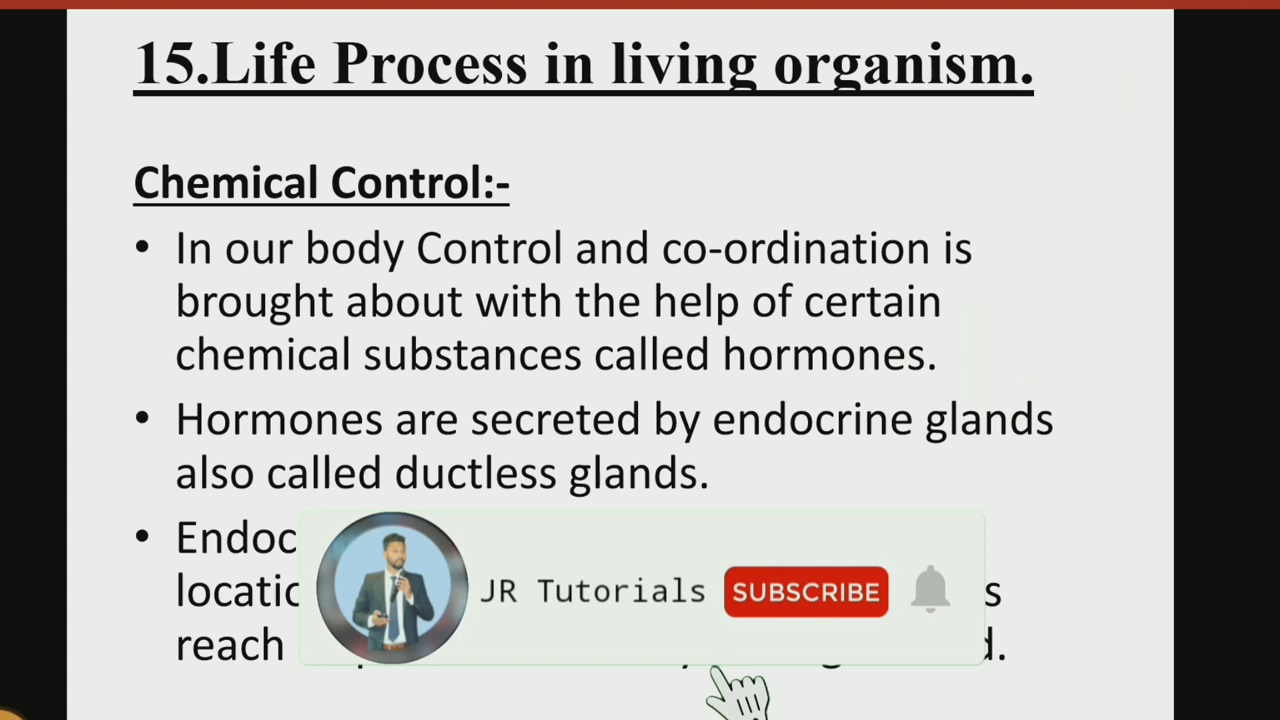 15.Life Process in living organism.
Chemical Control:-
• In our body Control and co-ordination is
brought about with the help of certain
chemical substances called hormones.
• Hormones are secreted by endocrine glands
also called ductless glands.
JR Tutorials SUBSCRIBE
reach